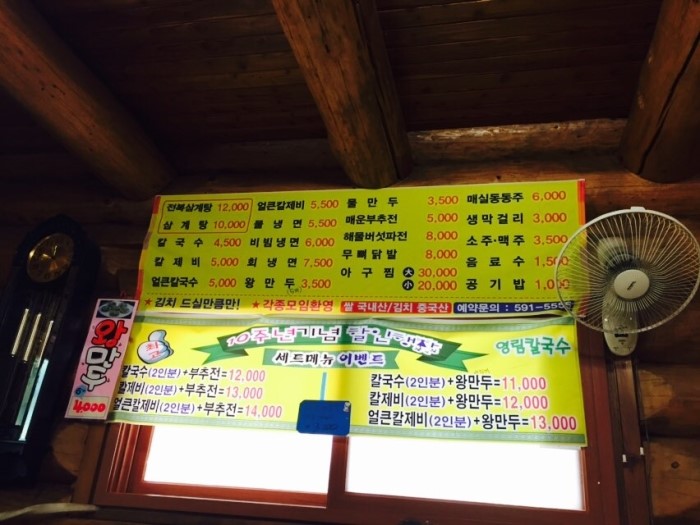 전복삼계탕 12,000
삼 계 탕 10,000
칼 국 수 4,500
칼 제 비 5,000
얼큰칼국수 5,000
얼큰칼제비 5,500
물 냉 면 5,500
비 빔 냉 면 6,000
회 냉 면 7,500
왕 만 두 3,500
물 만 두 3,500
매운부추전 5,000
해물버섯파전 8,000
무 뼈 닭 발 8,000
아 구 찜 大 30,000
小 20,000
매실동동주 6,000
생 막 걸 리 3,000
소주·맥주 3,500
음 료 수 1,500
공 기 밥 1,000
★김치 드실만큼만! ★각종모임환영 쌀 국내산/김치 중국산 예약문의 : 591-555
10주년기념 할인행사
세트메뉴 이벤트
영림칼국수
칼국수(2인분)+부추전=12,000
칼제비(2인분)+부추전=13,000
얼큰칼제비(2인분)+부추전=14,000
칼국수(2인분)+왕만두=11,000
칼제비(2인분)+왕만두=12,000
얼큰칼제비(2인분)+왕만두=13,000
왕만두